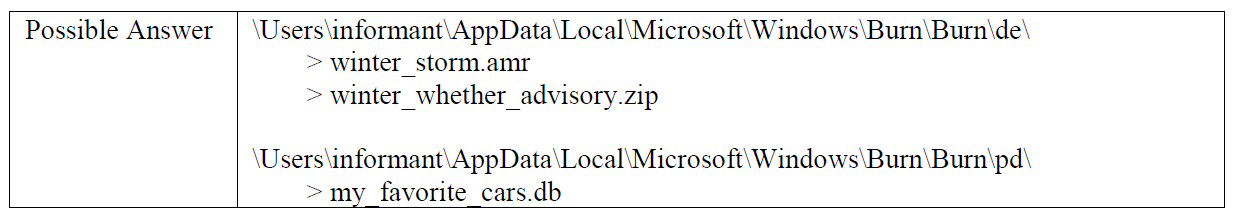 Possible Answer
\Users\informant\AppData\Local\Microsoft\Windows\Burn\Burn\de\
> winter_storm.amr
> winter_whether_advisory.zip
\Users\informant\AppData\Local\Microsoft\Windows\Burn\Burn\pd\
> my_favorite_cars.db